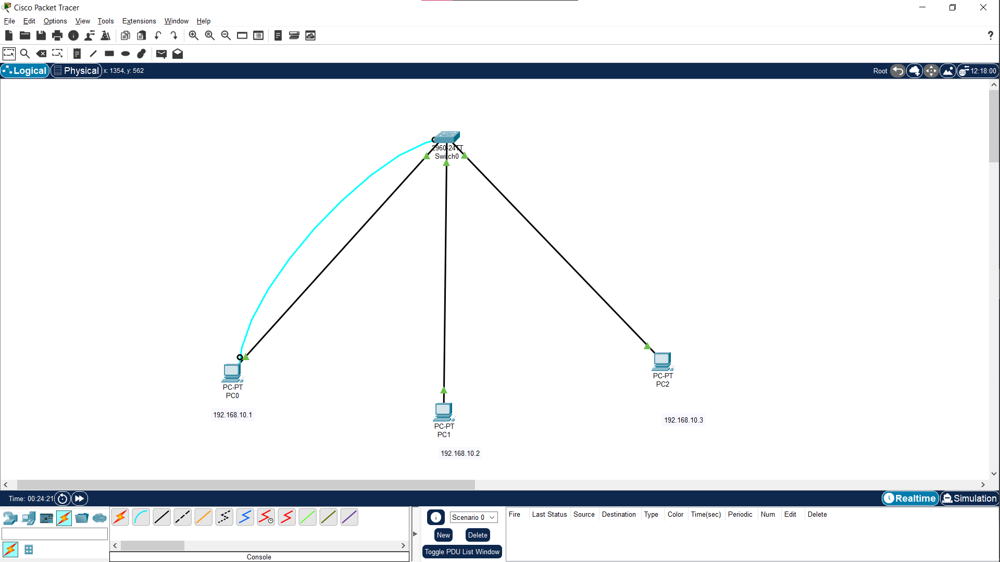 Cisco Packet Tracer
File Edit Options View Tools Extensions Window Help
Logical Physical x: 1354, y: 562 Root 12:18:00
2960-24TT
Switch0
PC-PT
PC0
192.168.10.1
PC-PT
PC1
192.168.10.2
PC-PT
PC2
192.168.10.3
Time: 00:24:21 Realtime Simulation
Scenario 0
New Delete
Toggle PDU List Window
Fire Last Status Source Destination Type Color Time(sec) Periodic Num Edit Delete
Console